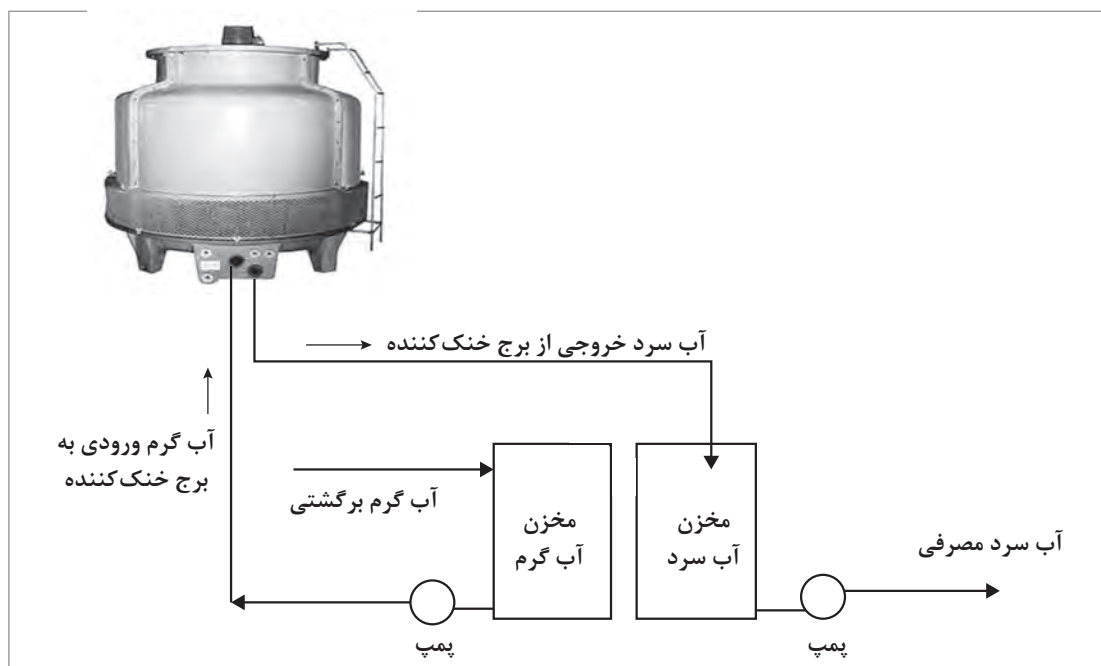 آب سرد خروجی از برج خنک‌کننده
آب گرم ورودی به
برج خنک‌کننده
آب گرم برگشتی
مخزن
آب گرم
مخزن
آب سرد
آب سرد مصرفی
پمپ
پمپ